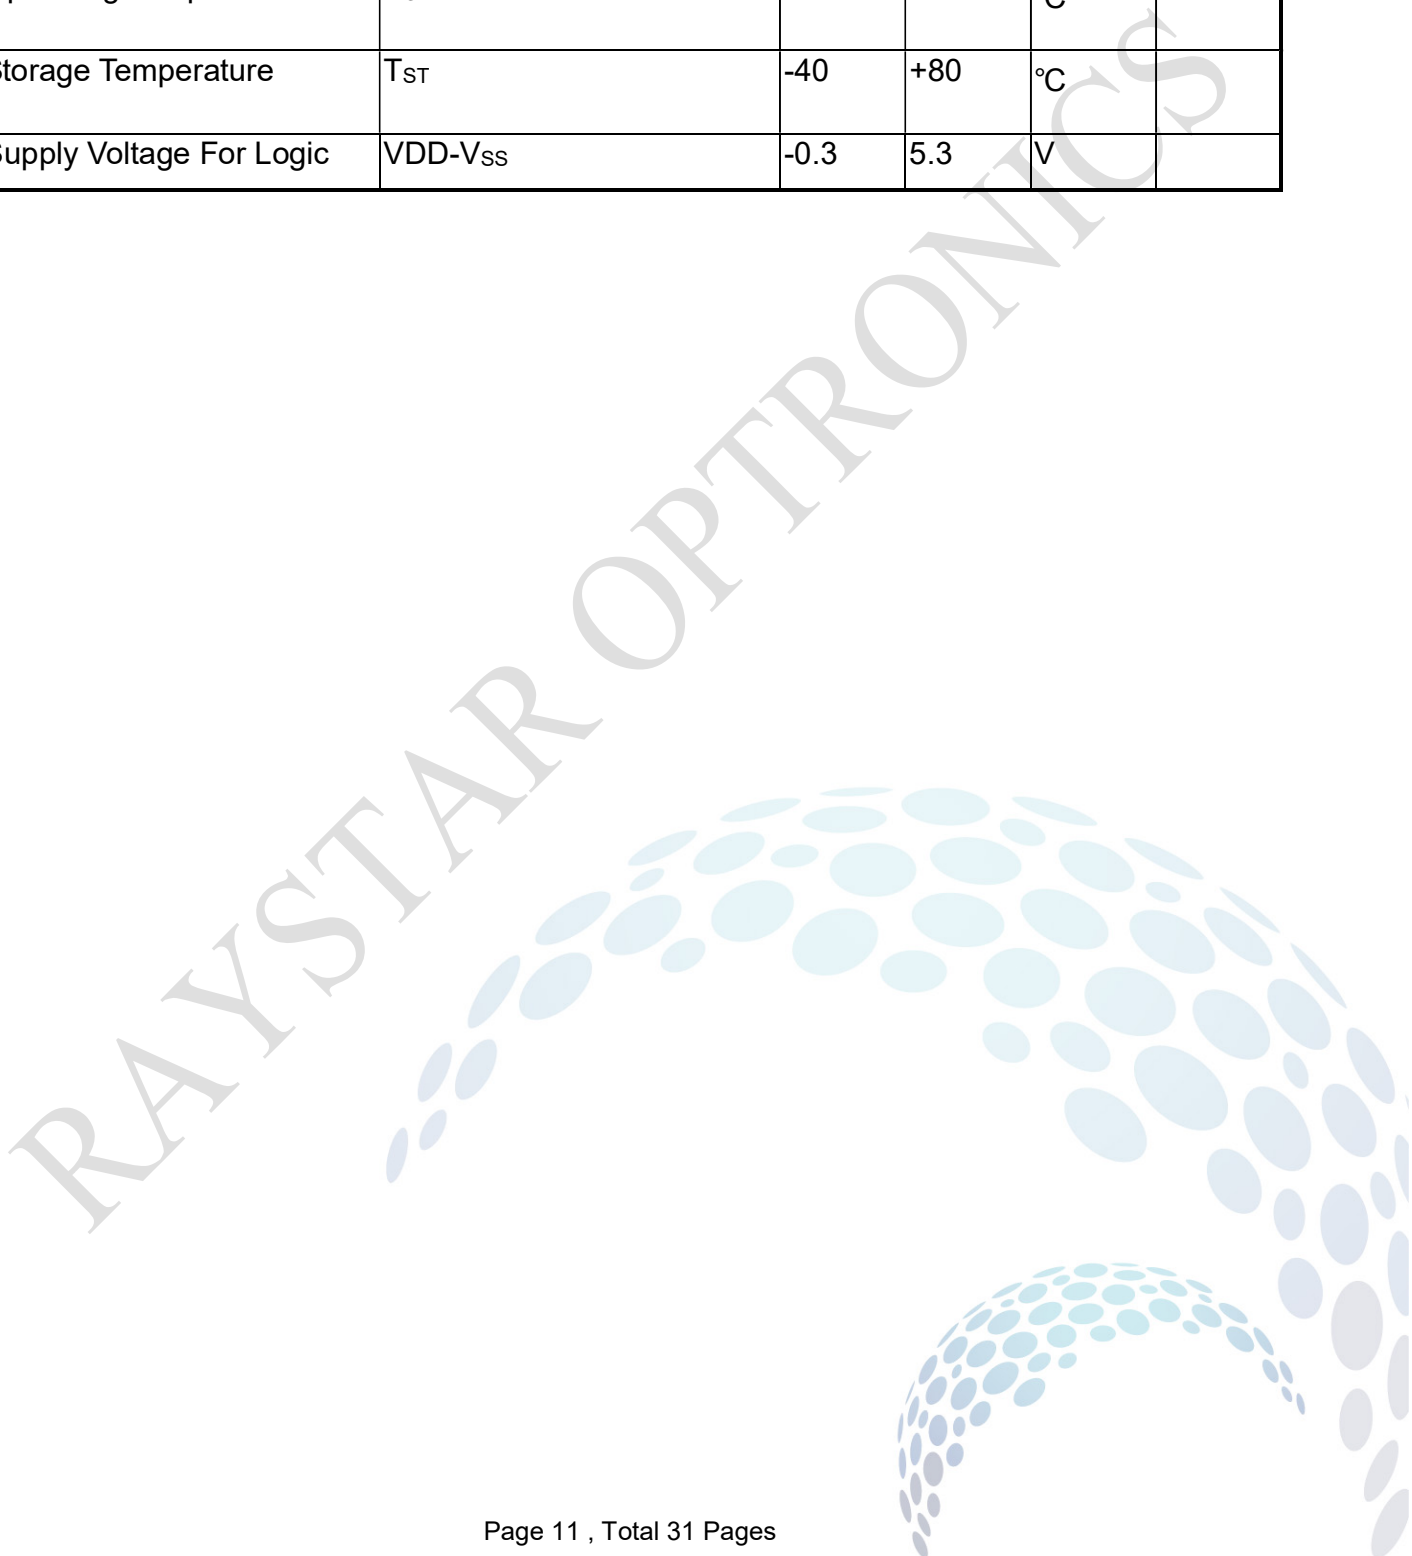 ℃
Storage Temperature TST -40 +80 ℃
Supply Voltage For Logic VDD-VSS -0.3 5.3 V
RAYSTAR OPTRONICS
Page 11 , Total 31 Pages